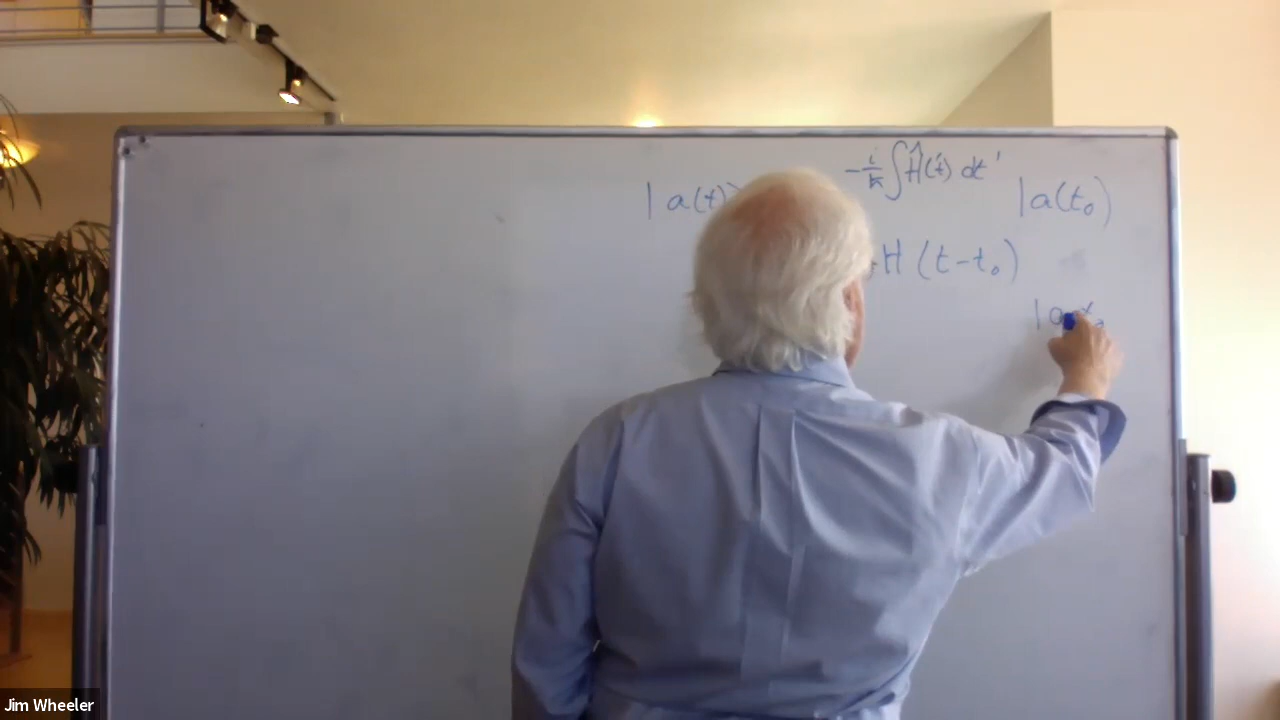 -i/ħ ∫Ĥ(t') dt'
|a(t)⟩ |a(t₀)⟩
H (t-t₀)
|a
Jim Wheeler